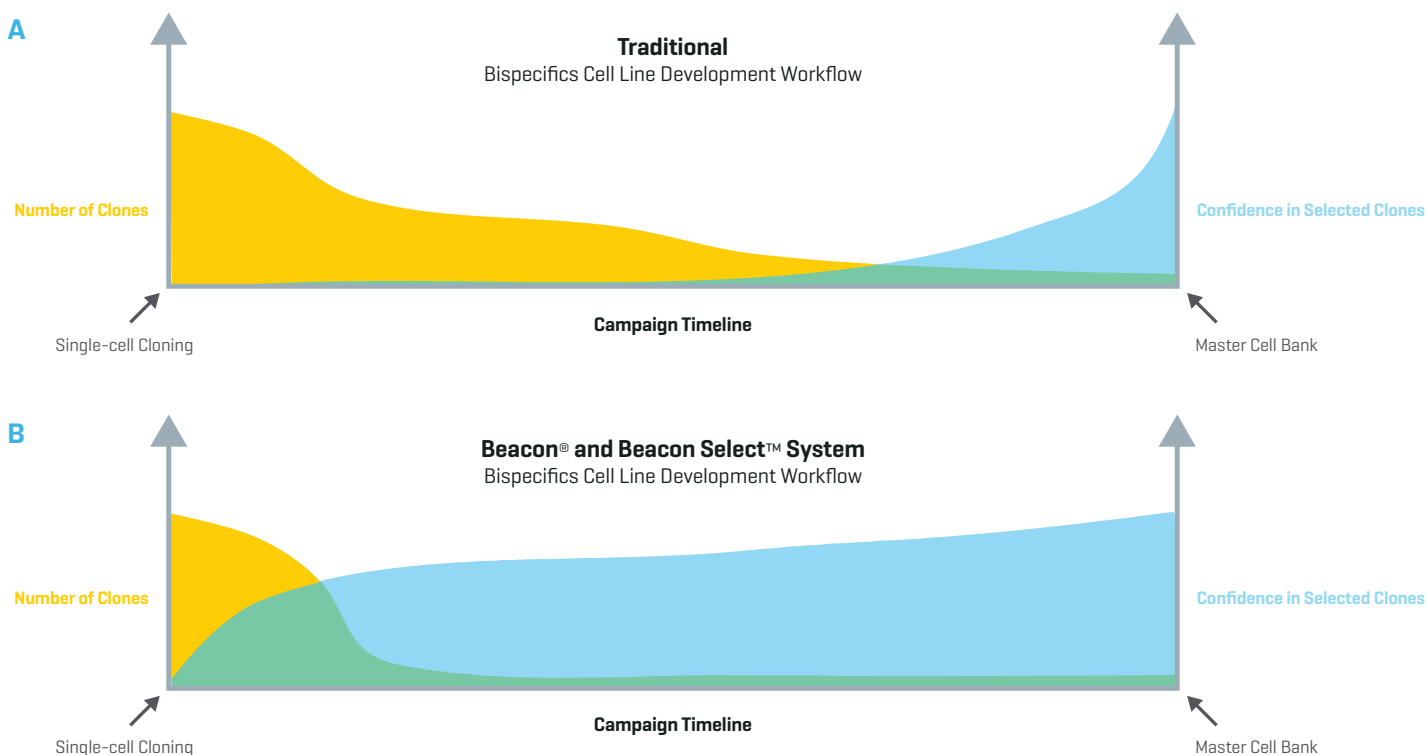 A
Traditional
Bispecifics Cell Line Development Workflow
Number of Clones
Confidence in Selected Clones
Campaign Timeline
Single-cell Cloning
Master Cell Bank
B
Beacon® and Beacon Select™ System
Bispecifics Cell Line Development Workflow
Number of Clones
Confidence in Selected Clones
Campaign Timeline
Single-cell Cloning
Master Cell Bank